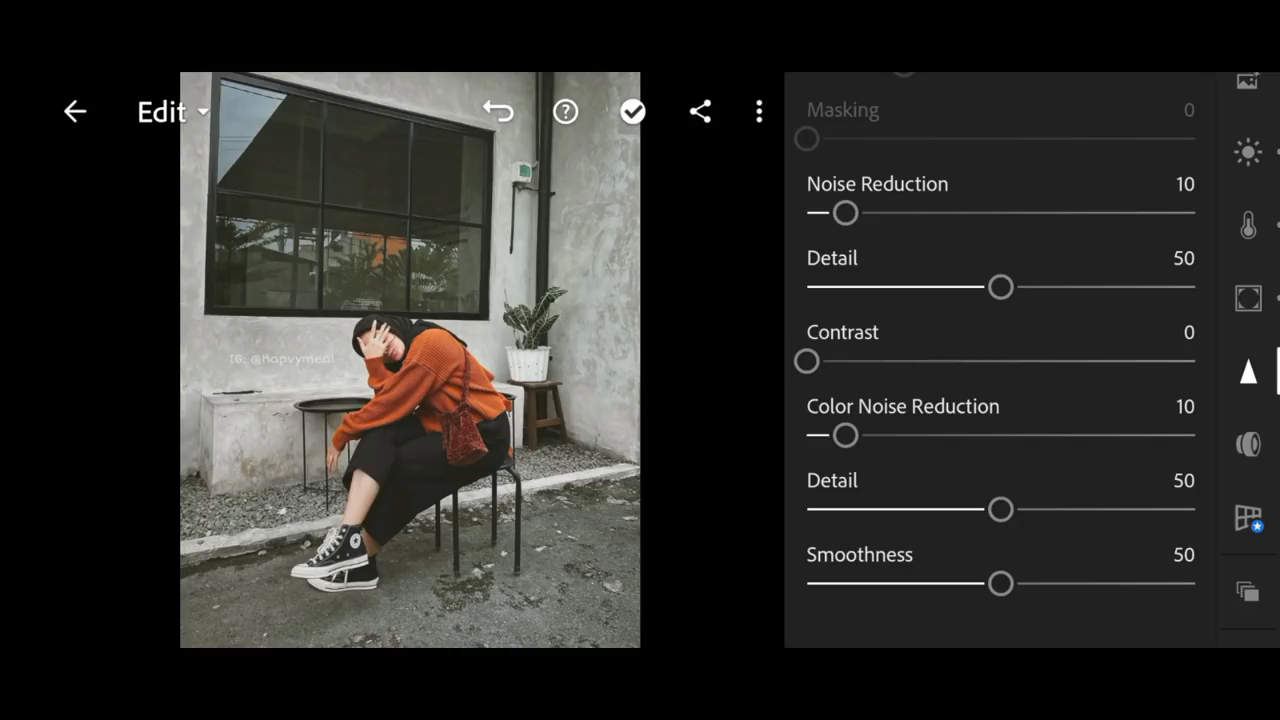 Edit
Masking 0
Noise Reduction 10
Detail 50
Contrast 0
Color Noise Reduction 10
Detail 50
Smoothness 50
IG: @hapvymeal